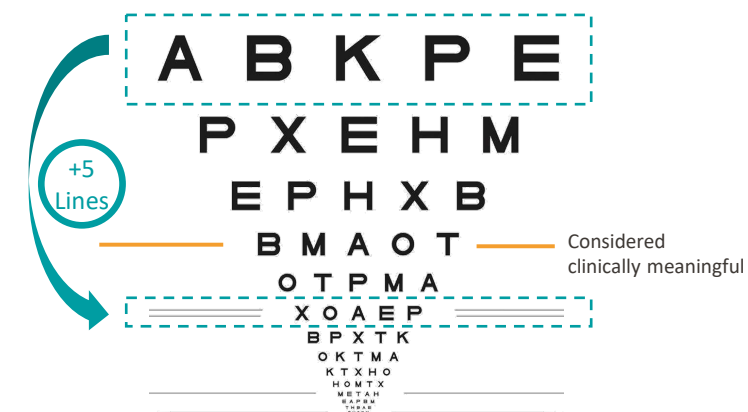 A B K P E
P X E H M
+5
Lines
E P H X B
B M A O T
Considered
clinically meaningful
O T P M A
X O A E P
B P X T K
O K T M A
K T X H O
H O M T X
M E T A H
E A P B M